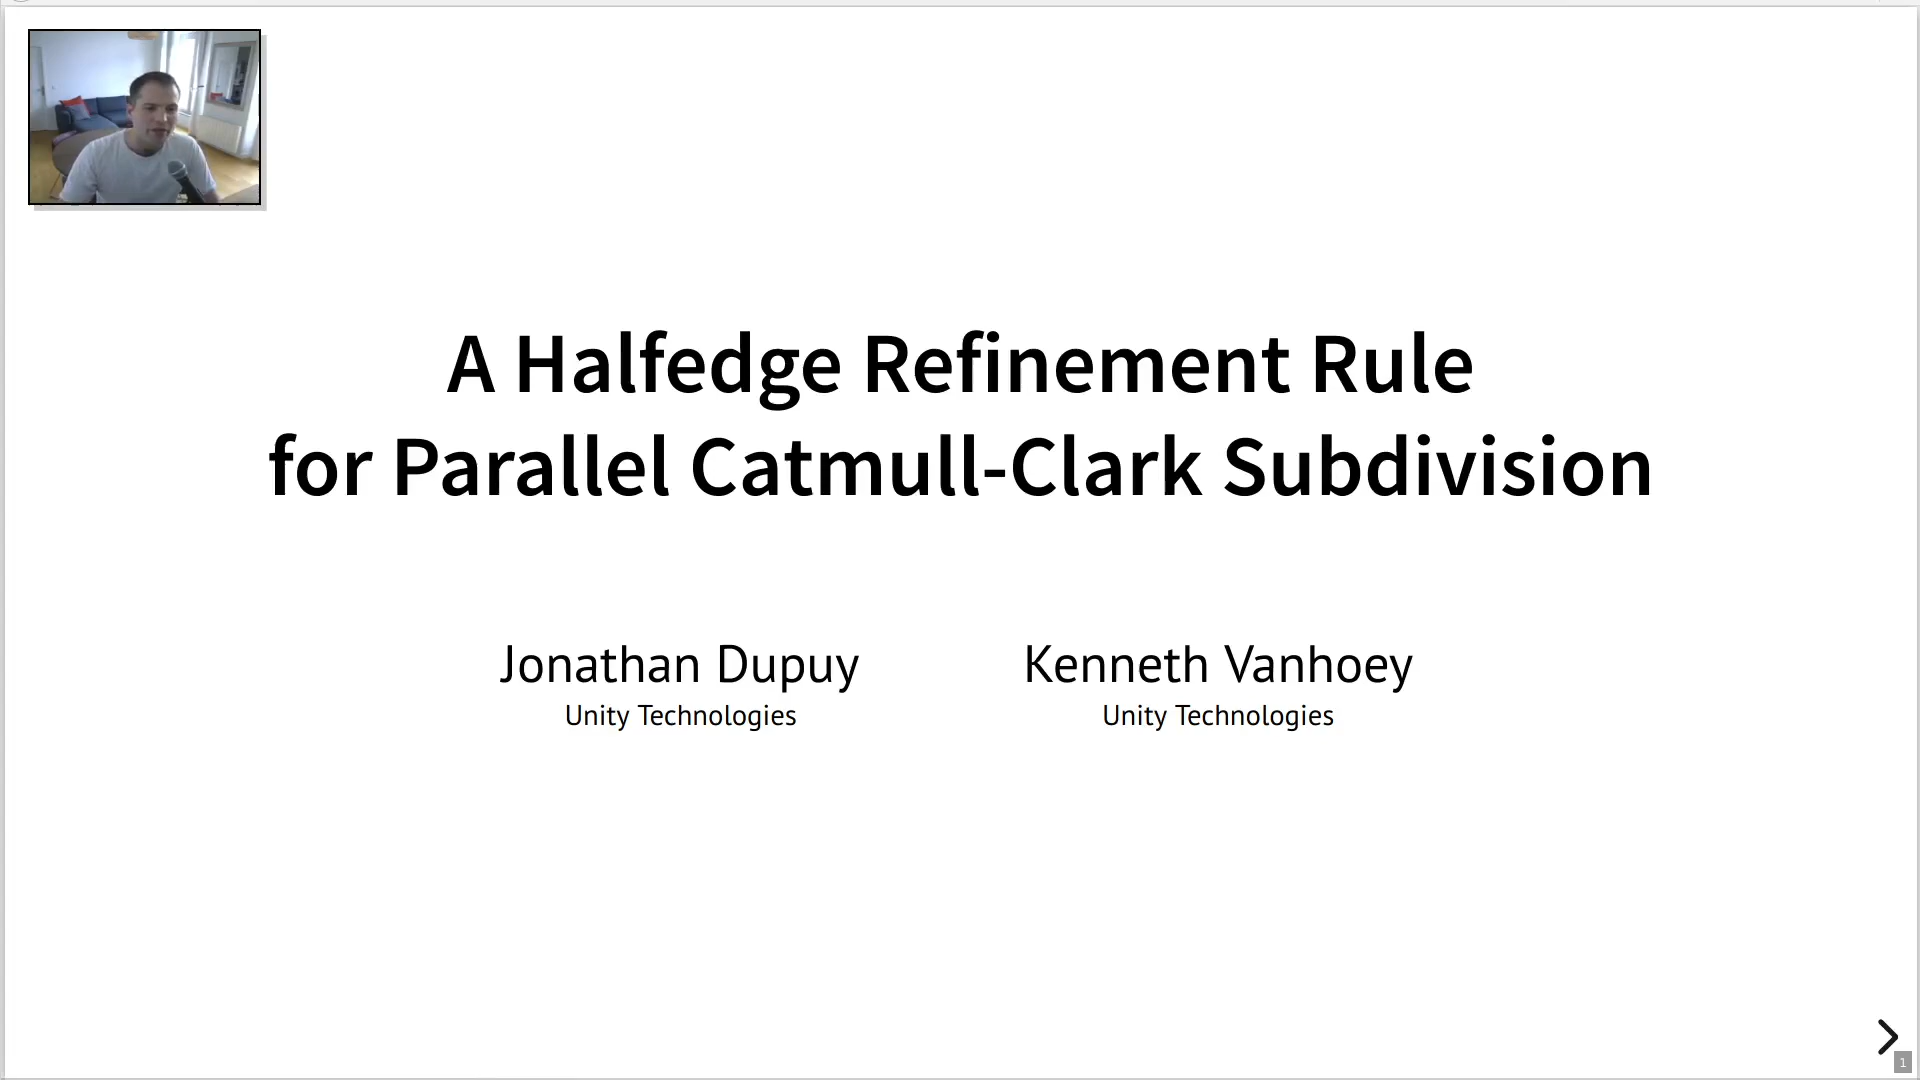 A Halfedge Refinement Rule
for Parallel Catmull-Clark Subdivision
Jonathan Dupuy
Unity Technologies
Kenneth Vanhoey
Unity Technologies
1